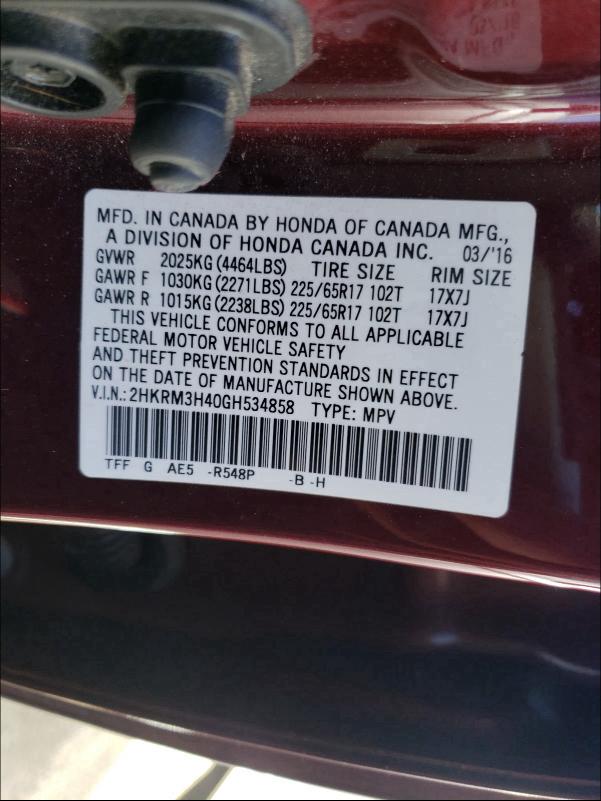 MFD. IN CANADA BY HONDA OF CANADA MFG.,
A DIVISION OF HONDA CANADA INC. 03/'16
GVWR 2025KG (4464LBS) TIRE SIZE RIM SIZE
GAWR F 1030KG (2271LBS) 225/65R17 102T 17X7J
GAWR R 1015KG (2238LBS) 225/65R17 102T 17X7J
THIS VEHICLE CONFORMS TO ALL APPLICABLE
FEDERAL MOTOR VEHICLE SAFETY
AND THEFT PREVENTION STANDARDS IN EFFECT
ON THE DATE OF MANUFACTURE SHOWN ABOVE.
V.I.N.: 2HKRM3H40GH534858 TYPE: MPV
TFF G AE5 -R548P -B -H